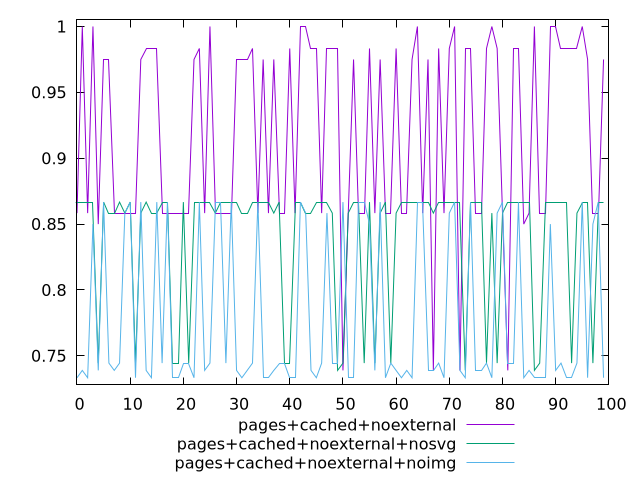 1
0.95
0.9
0.85
0.8
0.75
0 10 20 30 40 50 60 70 80 90 100
pages+cached+noexternal
pages+cached+noexternal+nosvg
pages+cached+noexternal+noimg